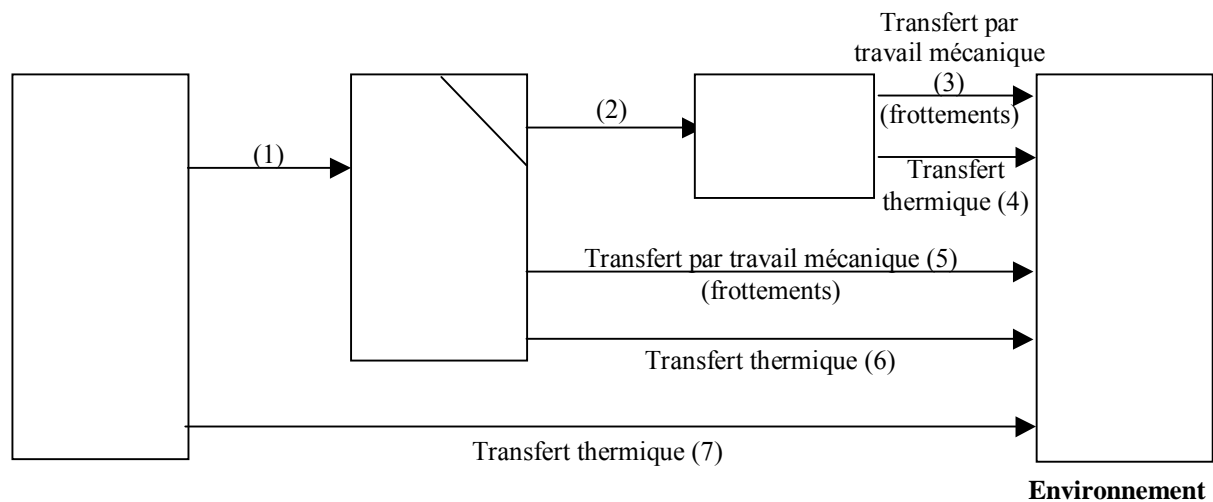 Transfert par
travail mécanique
(3)
(frottements)
(1)
(2)
Transfert
thermique (4)
Transfert par travail mécanique (5)
(frottements)
Transfert thermique (6)
Transfert thermique (7)
Environnement